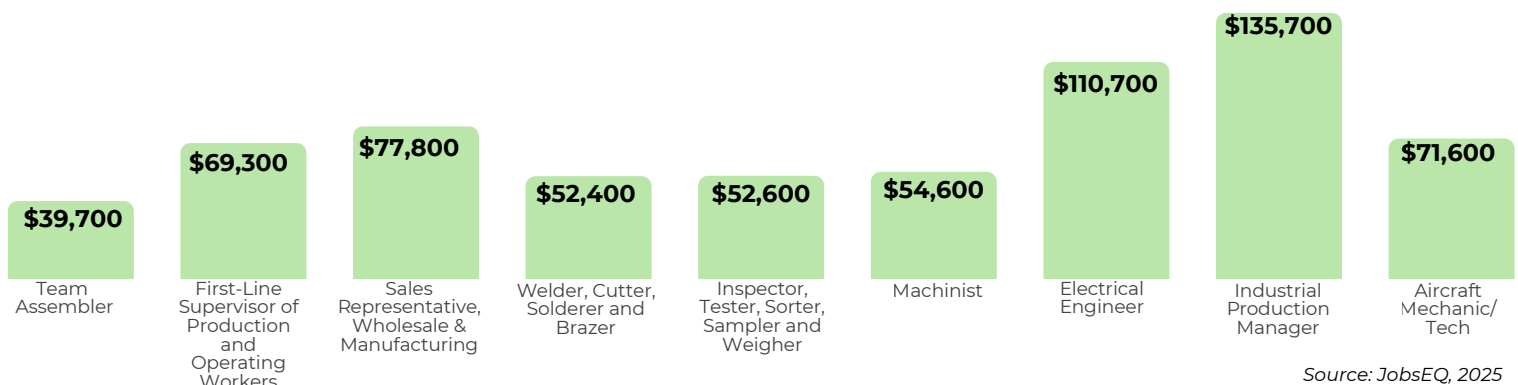 $39,700
Team
Assembler
$69,300
First-Line
Supervisor of
Production
and
Operating
Workers
$77,800
Sales
Representative,
Wholesale &
Manufacturing
$52,400
Welder, Cutter,
Solderer and
Brazer
$52,600
Inspector,
Tester, Sorter,
Sampler and
Weigher
$54,600
Machinist
$110,700
Electrical
Engineer
$135,700
Industrial
Production
Manager
$71,600
Aircraft
Mechanic/
Tech
Source: JobsEQ, 2025